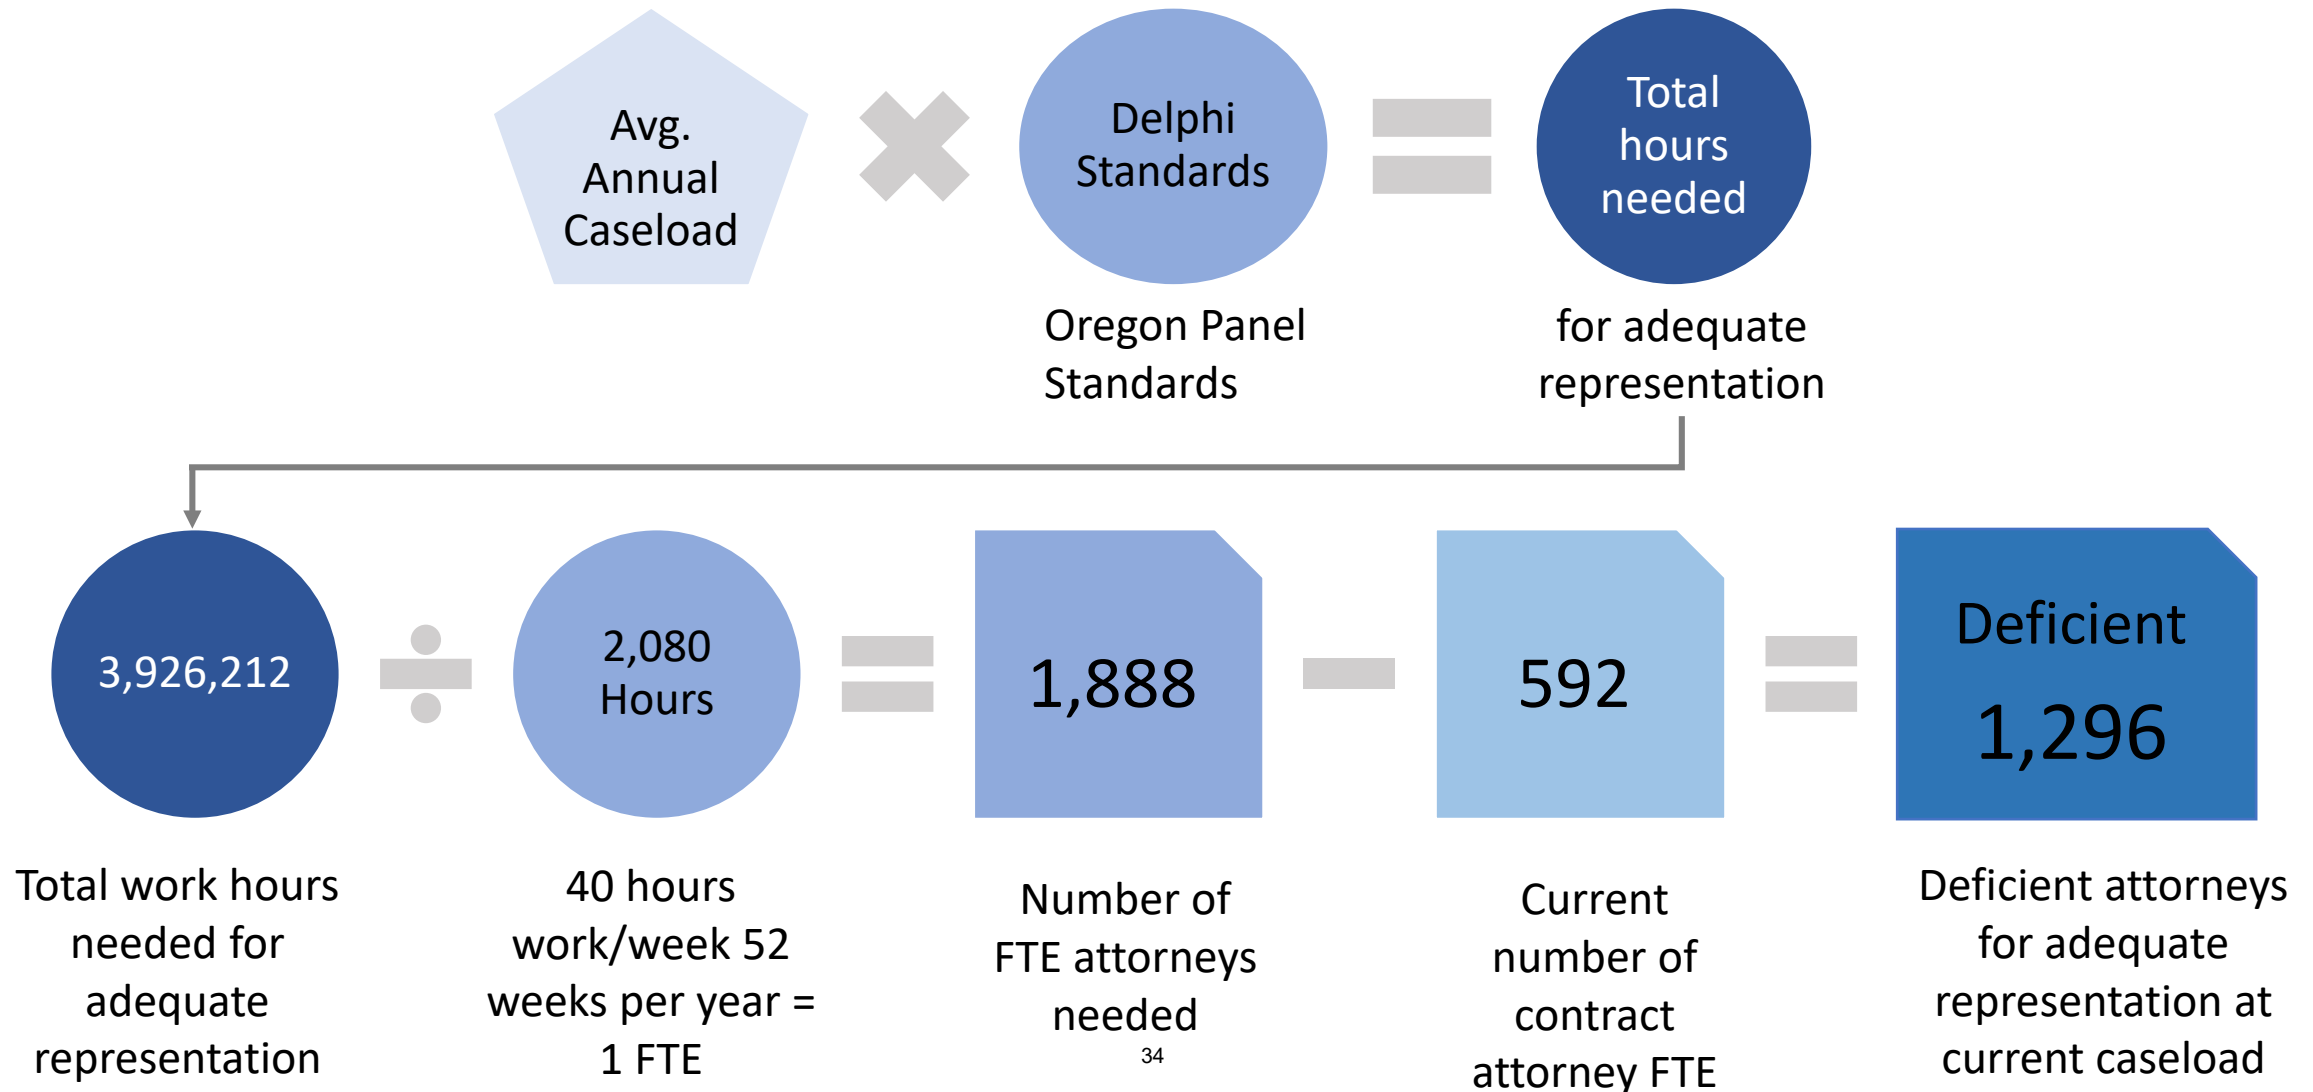 Avg.
Annual
Caseload
Delphi
Standards
Total
hours
needed
Oregon Panel
Standards
for adequate
representation
3,926,212
2,080
Hours
1,888
592
Deficient
1,296
Total work hours
needed for
adequate
representation
40 hours
work/week 52
weeks per year =
1 FTE
Number of
FTE attorneys
needed
Current
number of
contract
attorney FTE
Deficient attorneys
for adequate
representation at
current caseload
34